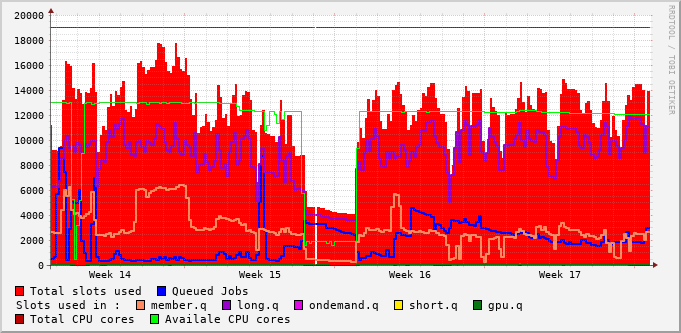 20000
18000
16000
14000
12000
10000
8000
6000
4000
2000
0
Week 14 Week 15 Week 16 Week 17
RRDTOOL / TOBI OETIKER
Total slots used Queued Jobs
Slots used in : member.q long.q ondemand.q short.q gpu.q
Total CPU cores Availale CPU cores